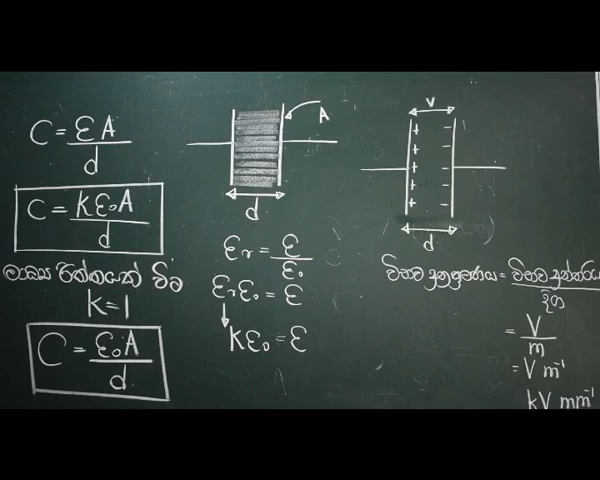 C = εA / d
C = kε₀A / d
මාධ්‍ය රික්තයක් විට
k = 1
C = ε₀A / d
A
d
εr = ε / ε₀
εrε₀ = ε
kε₀ = ε
V
+ −
+ −
+ −
+ −
+ −
d
විභව අනුක්‍රමණය = විභව අන්තරය / දිග
= V / m
= V m⁻¹
kV mm⁻¹